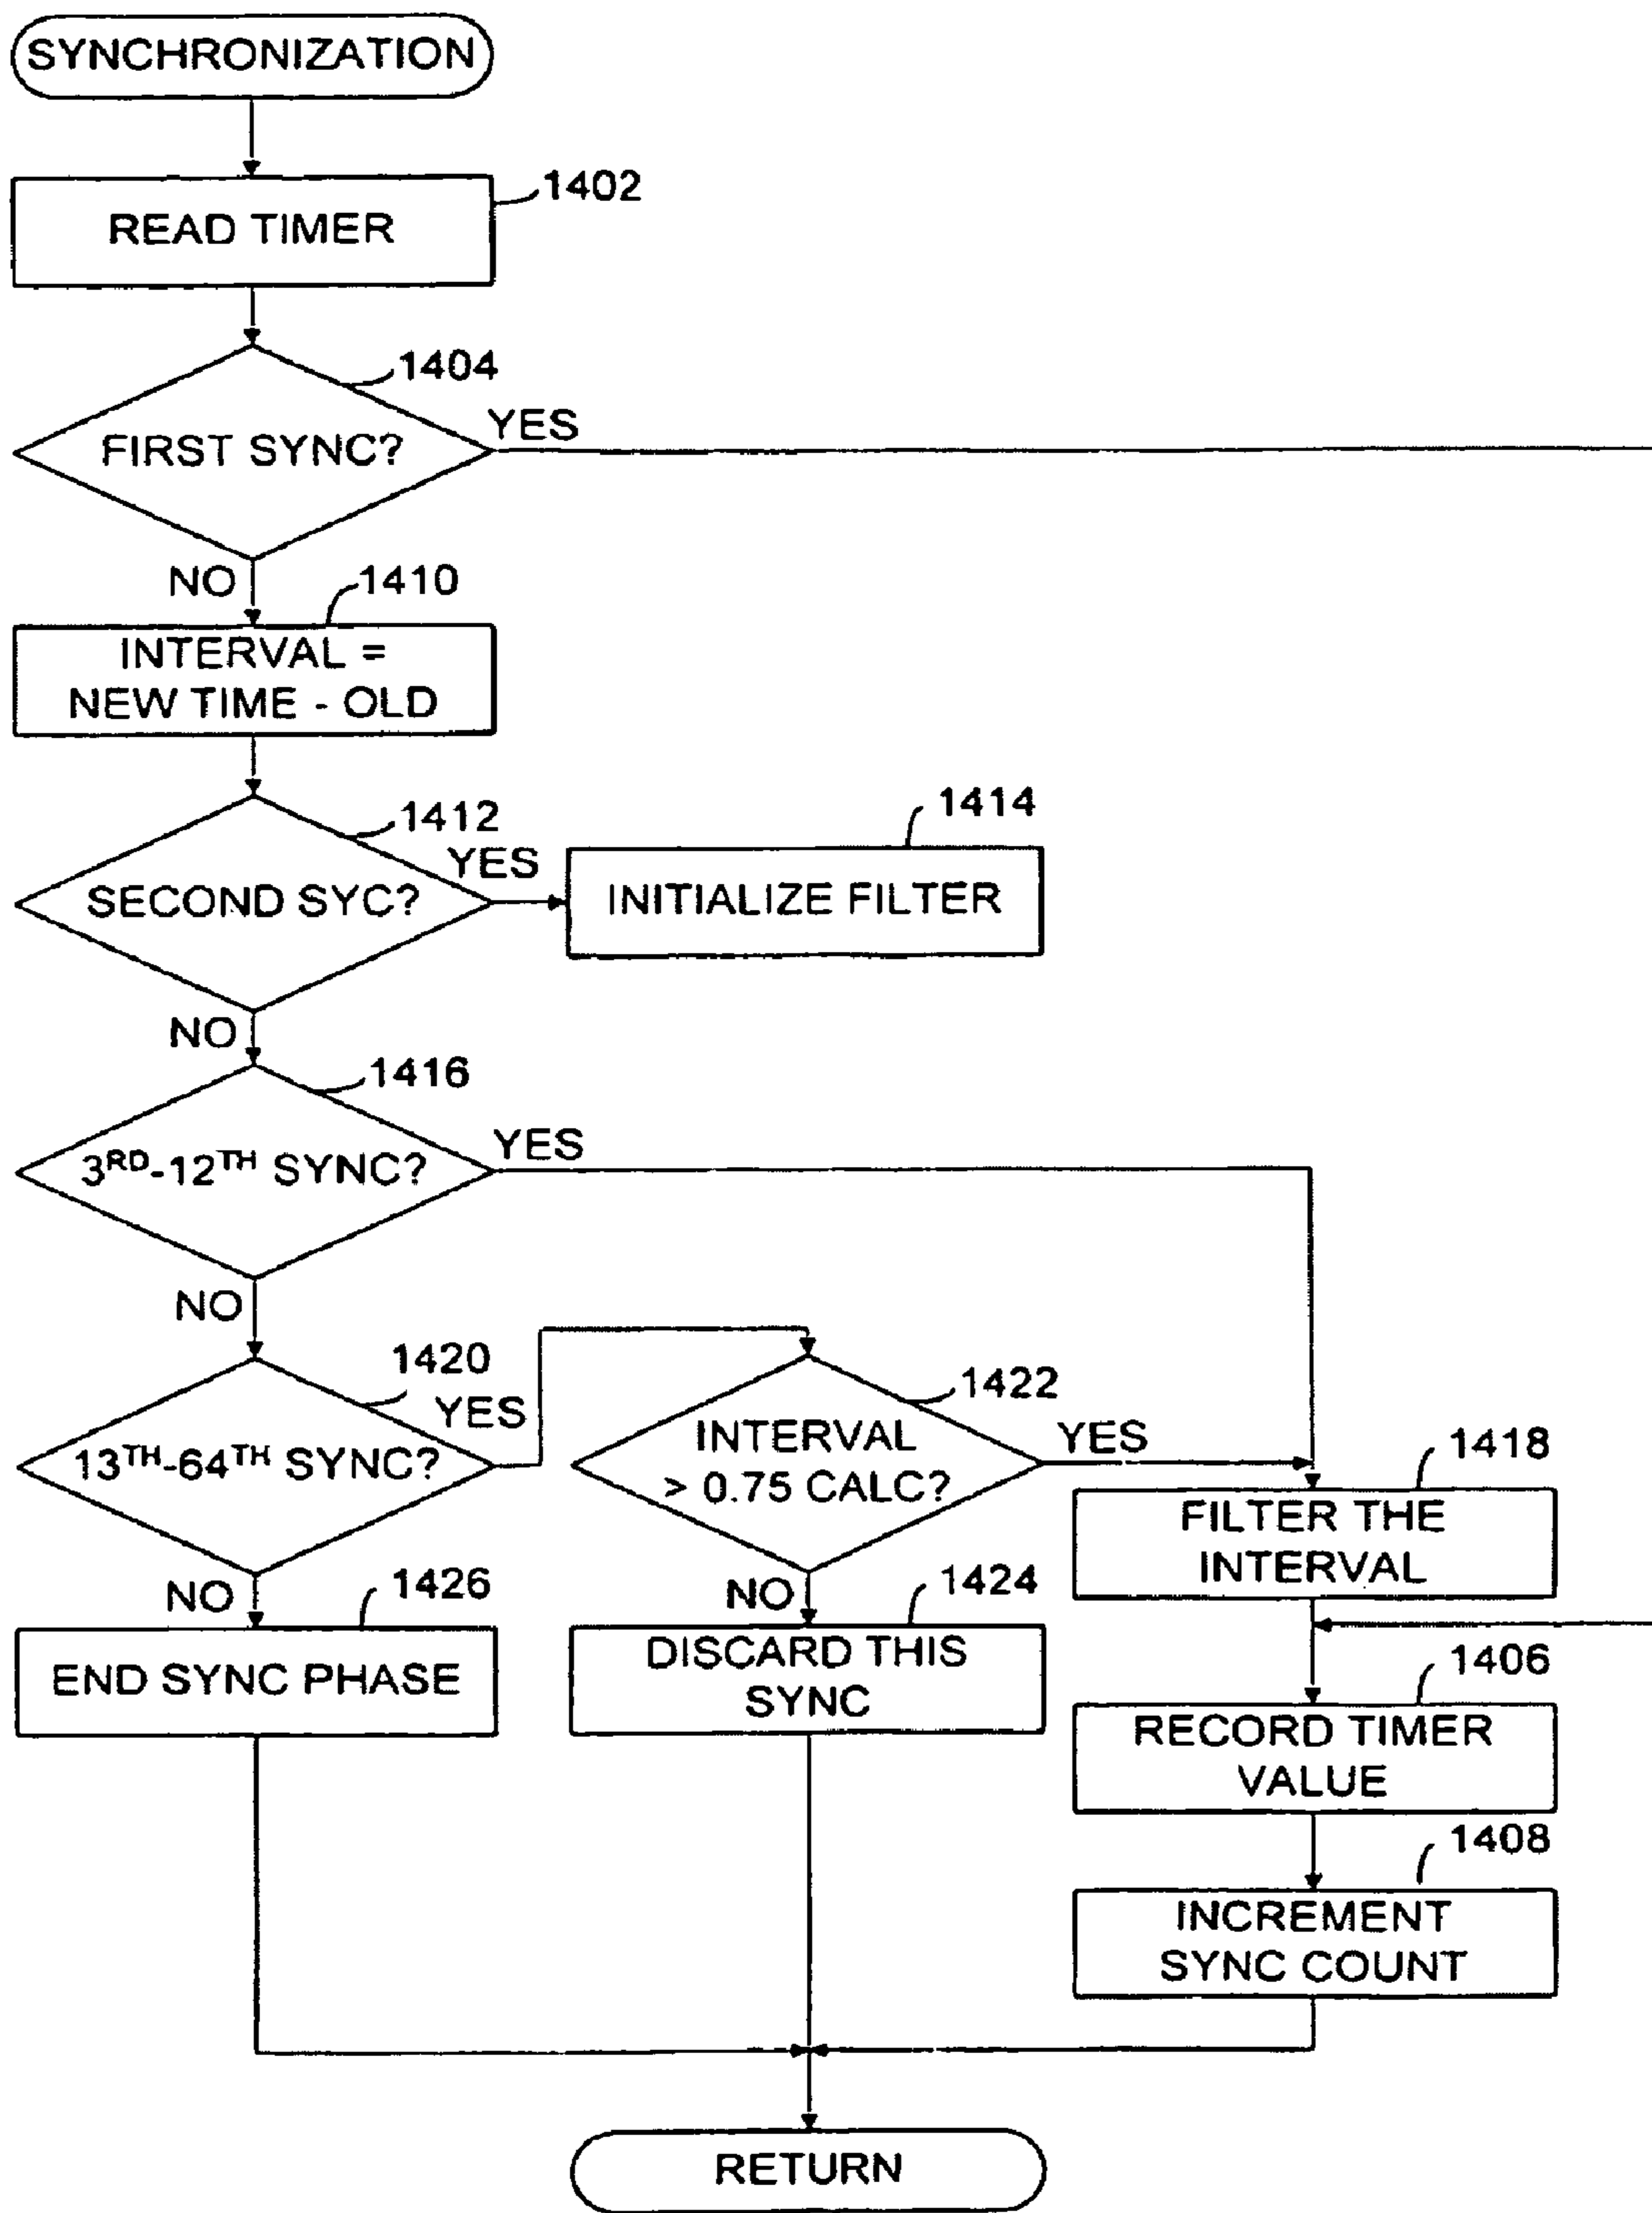 SYNCHRONIZATION
1402
READ TIMER
1404
YES
FIRST SYNC?
NO
1410
INTERVAL =
NEW TIME - OLD
1412
1414
YES
SECOND SYC?
INITIALIZE FILTER
NO
1416
YES
3RD-12TH SYNC?
NO
1420
YES
13TH-64TH SYNC?
1422
INTERVAL
> 0.75 CALC?
YES
1418
FILTER THE
INTERVAL
NO
1426
END SYNC PHASE
NO
1424
DISCARD THIS
SYNC
1406
RECORD TIMER
VALUE
1408
INCREMENT
SYNC COUNT
RETURN